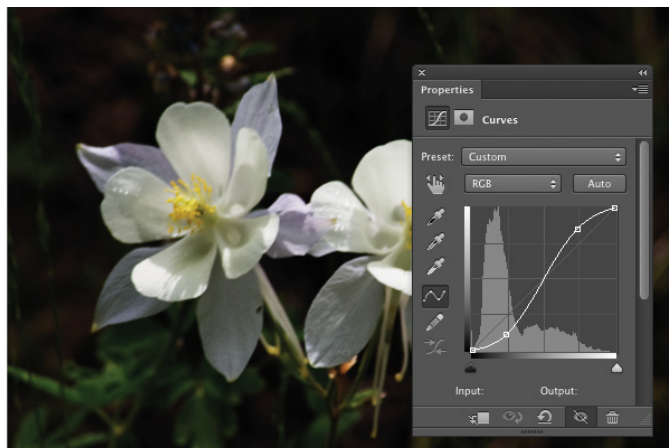 Properties
Curves
Preset: Custom
RGB Auto
Input: Output: